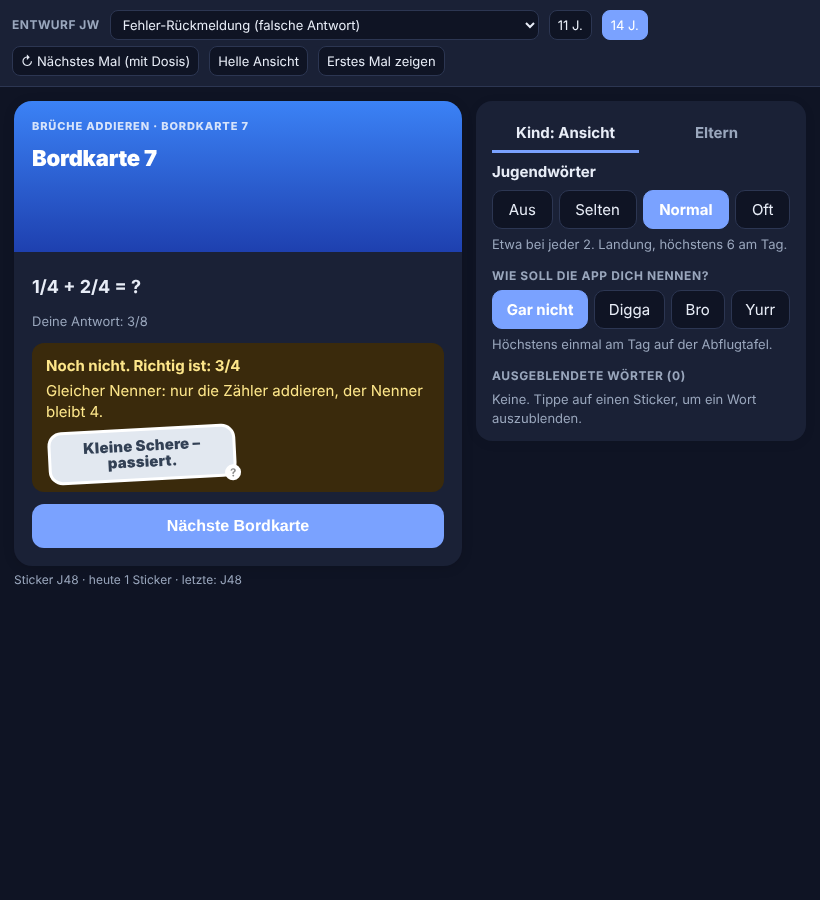 ENTWURF JW
Fehler-Rückmeldung (falsche Antwort)
11 J.
14 J.
↻ Nächstes Mal (mit Dosis)
Helle Ansicht
Erstes Mal zeigen
BRÜCHE ADDIEREN · BORDKARTE 7
Bordkarte 7
1/4 + 2/4 = ?
Deine Antwort: 3/8
Noch nicht. Richtig ist: 3/4
Gleicher Nenner: nur die Zähler addieren, der Nenner
bleibt 4.
Kleine Schere –
passiert.
?
Nächste Bordkarte
Sticker J48 · heute 1 Sticker · letzte: J48
Kind: Ansicht
Eltern
Jugendwörter
Aus
Selten
Normal
Oft
Etwa bei jeder 2. Landung, höchstens 6 am Tag.
WIE SOLL DIE APP DICH NENNEN?
Gar nicht
Digga
Bro
Yurr
Höchstens einmal am Tag auf der Abflugtafel.
AUSGEBLENDETE WÖRTER (0)
Keine. Tippe auf einen Sticker, um ein Wort
auszublenden.